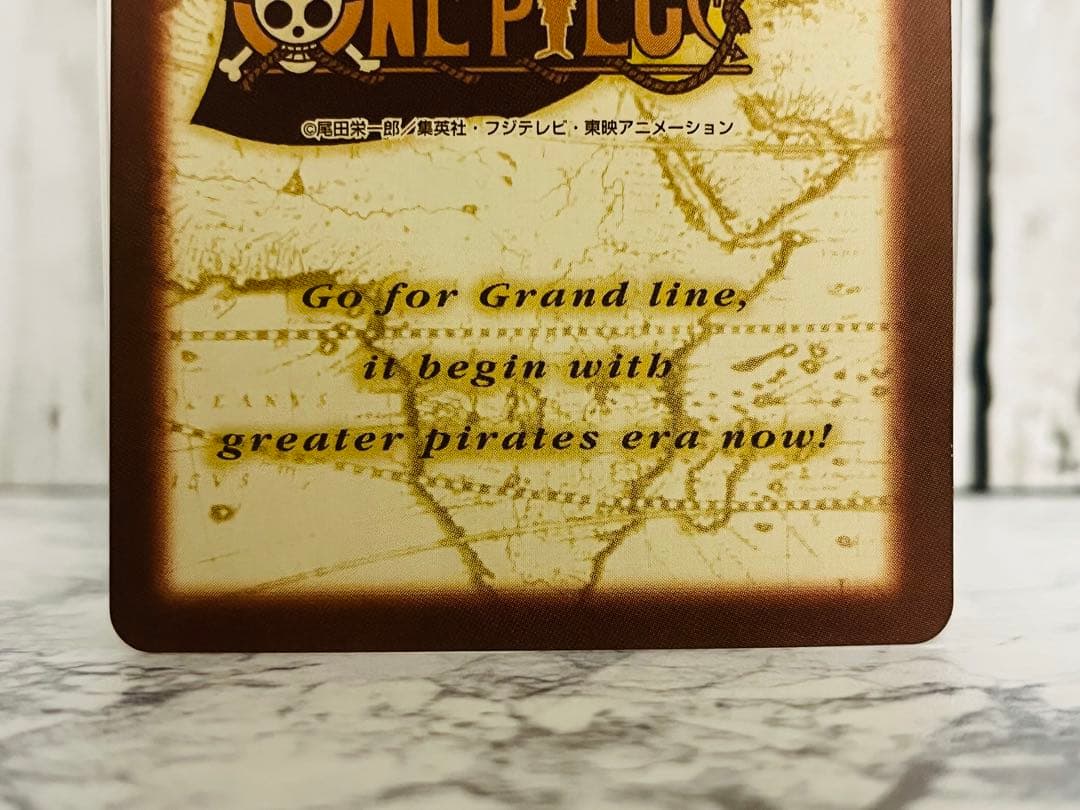 ONE PIECE
©尾田栄一郎／集英社・フジテレビ・東映アニメーション
Go for Grand line,
it begin with
OCEANVS
greater pirates era now!